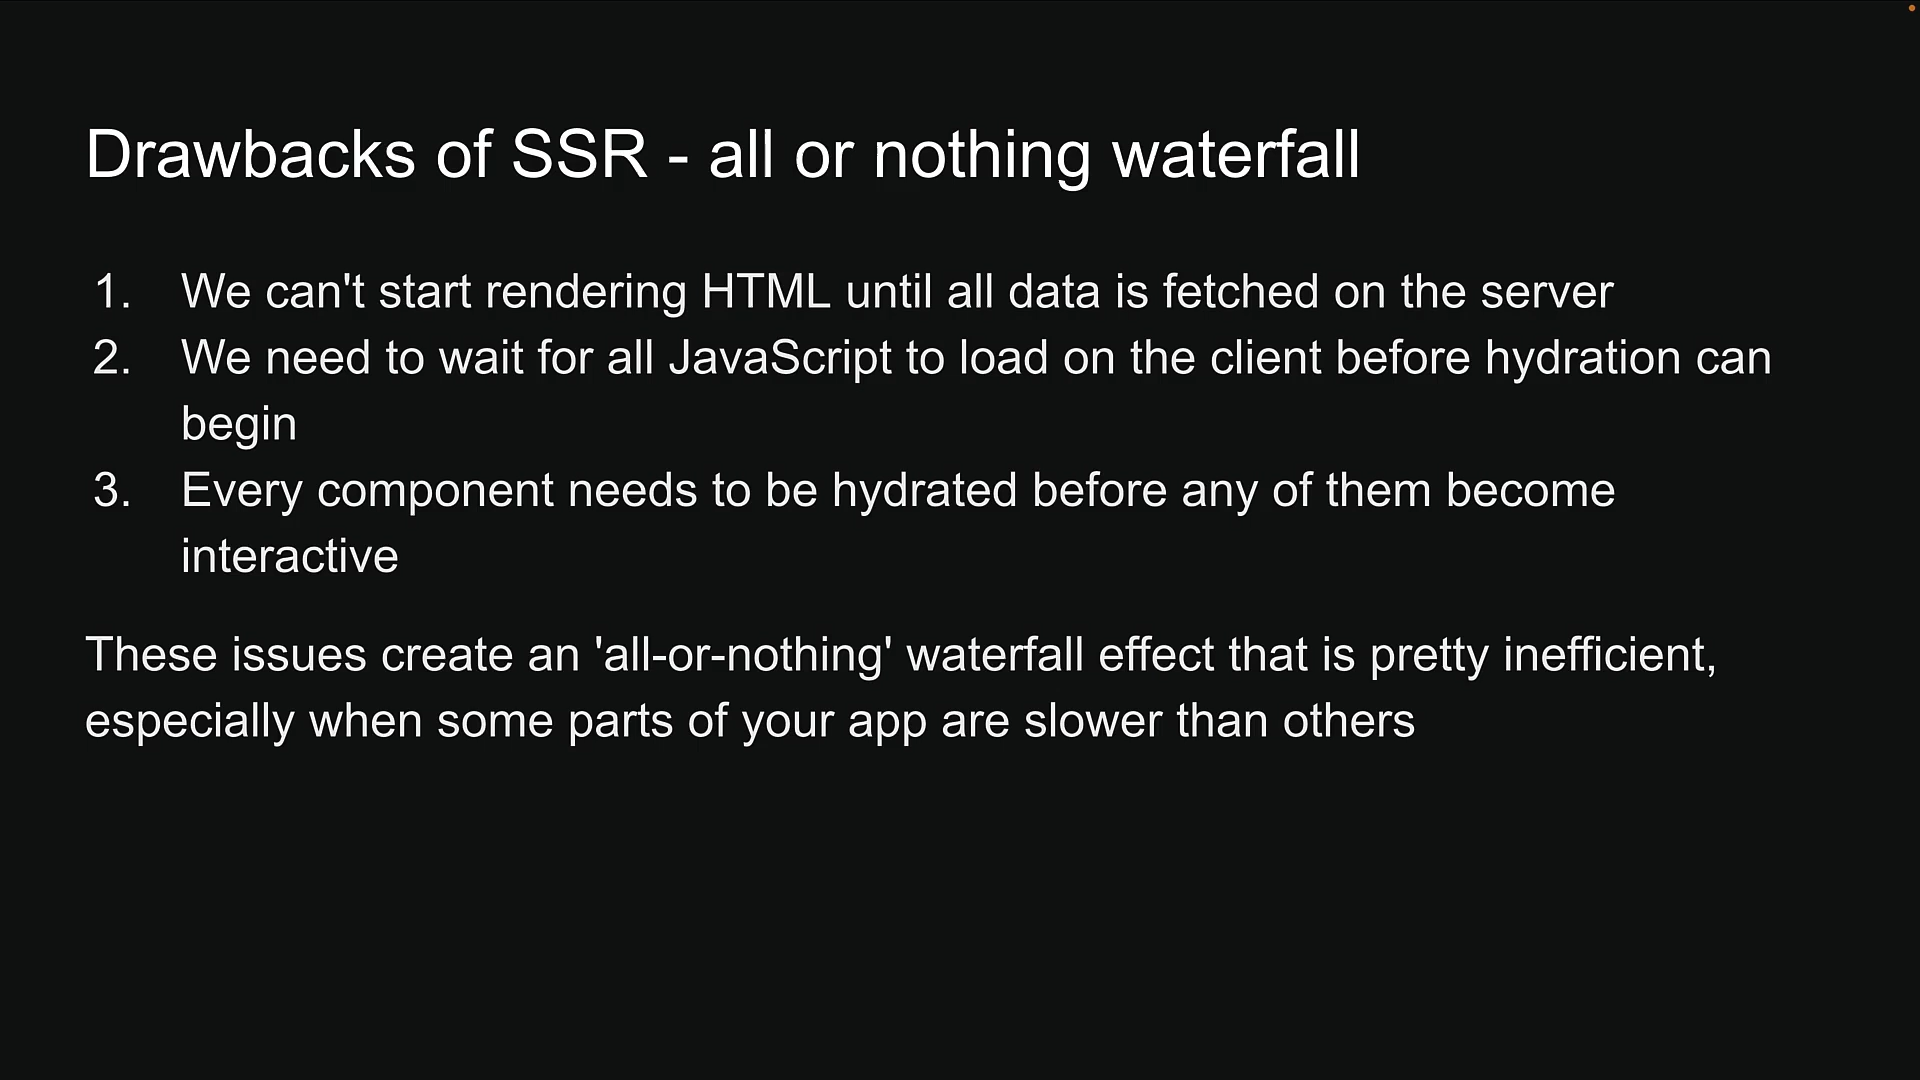 Drawbacks of SSR - all or nothing waterfall
1. We can't start rendering HTML until all data is fetched on the server
2. We need to wait for all JavaScript to load on the client before hydration can
begin
3. Every component needs to be hydrated before any of them become
interactive
These issues create an 'all-or-nothing' waterfall effect that is pretty inefficient,
especially when some parts of your app are slower than others